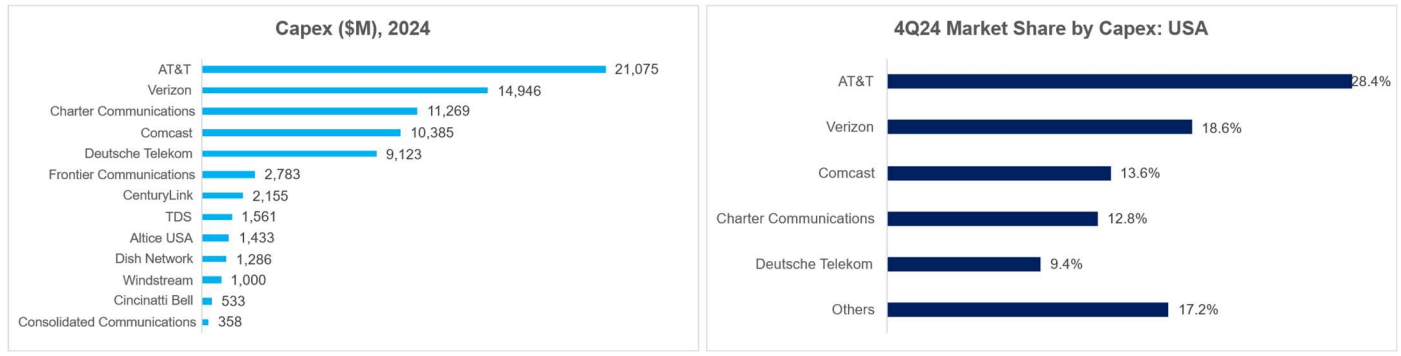 Capex ($M), 2024
AT&T 21,075
Verizon 14,946
Charter Communications 11,269
Comcast 10,385
Deutsche Telekom 9,123
Frontier Communications 2,783
CenturyLink 2,155
TDS 1,561
Altice USA 1,433
Dish Network 1,286
Windstream 1,000
Cincinatti Bell 533
Consolidated Communications 358
4Q24 Market Share by Capex: USA
AT&T 28.4%
Verizon 18.6%
Comcast 13.6%
Charter Communications 12.8%
Deutsche Telekom 9.4%
Others 17.2%